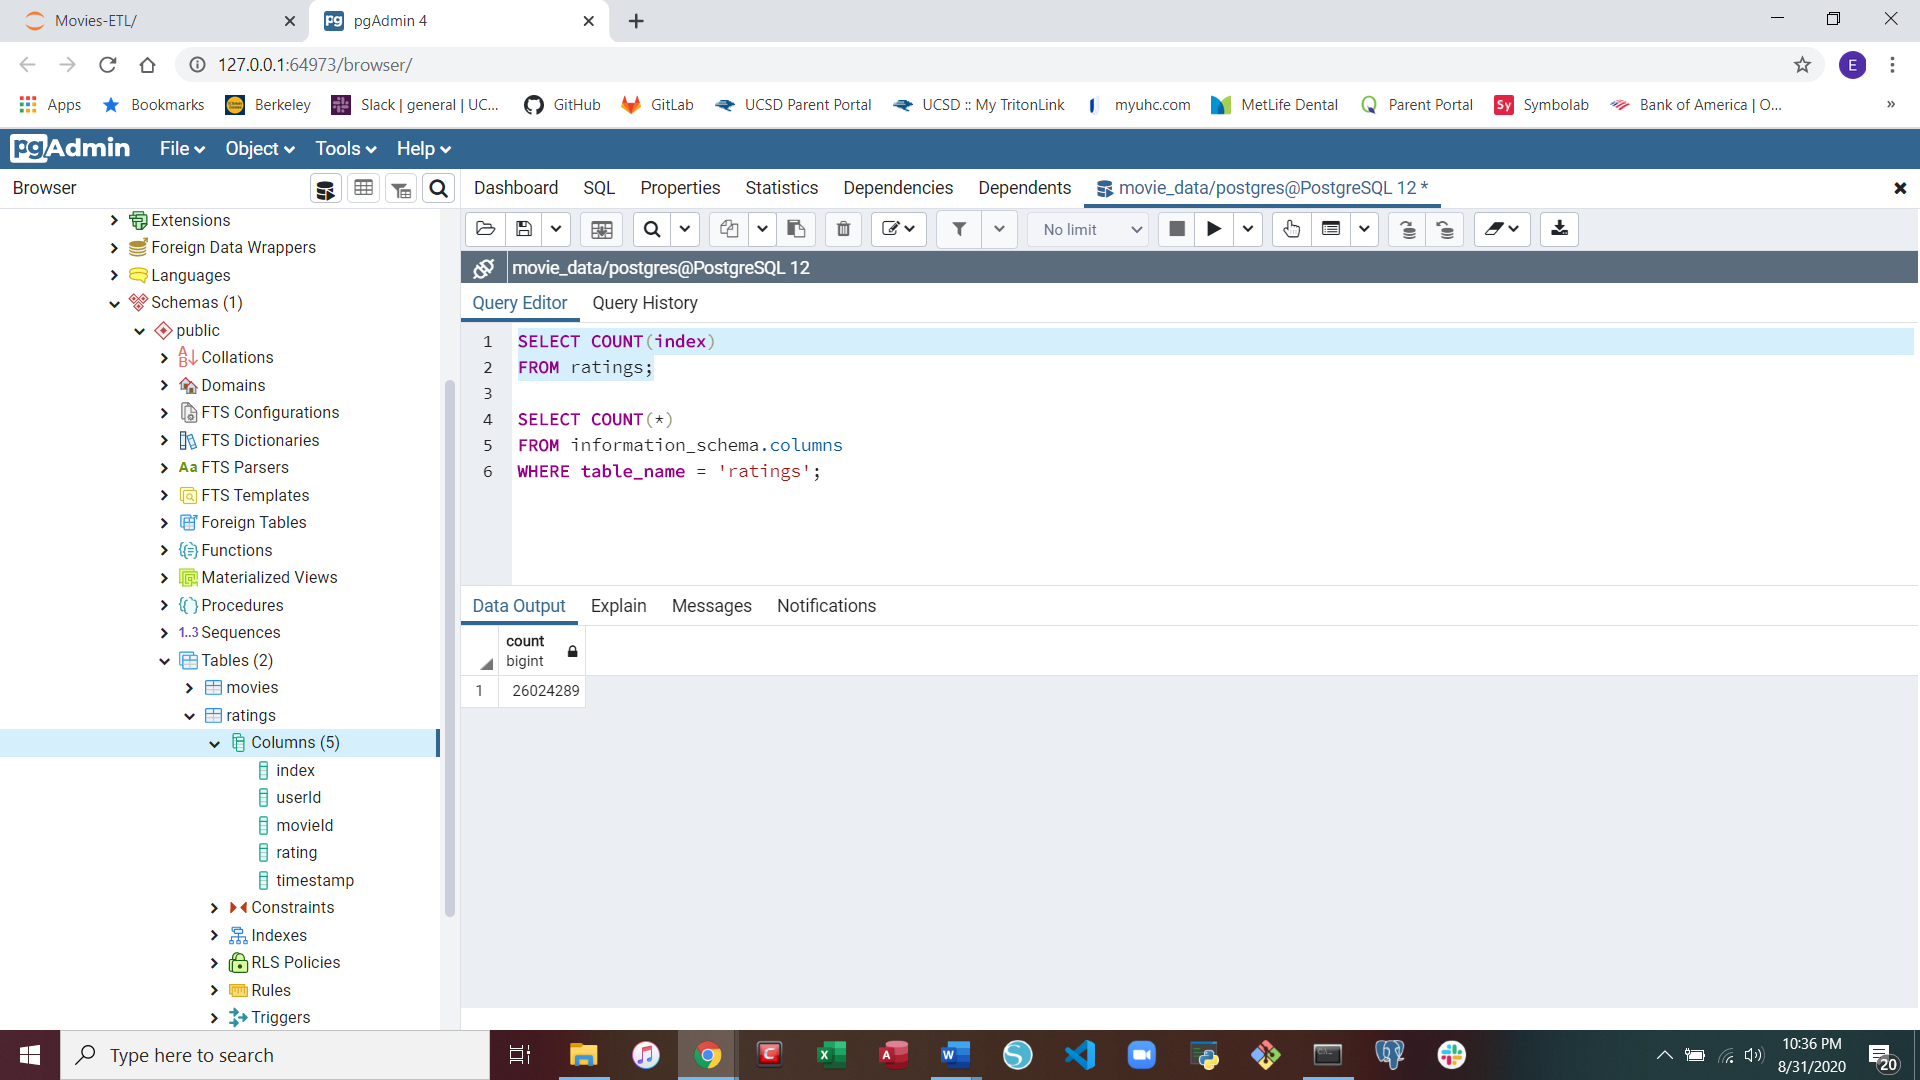 Movies-ETL/
pgAdmin 4
127.0.0.1:64973/browser/
E
Apps Bookmarks Berkeley Slack | general | UC... GitHub GitLab UCSD Parent Portal UCSD :: My TritonLink myuhc.com MetLife Dental Parent Portal Sy Symbolab Bank of America | O... »
pgAdmin File Object Tools Help
Browser
Dashboard SQL Properties Statistics Dependencies Dependents movie_data/postgres@PostgreSQL 12 *
No limit
movie_data/postgres@PostgreSQL 12
Query Editor Query History
Extensions
Foreign Data Wrappers
Languages
Schemas (1)
public
Collations
Domains
FTS Configurations
FTS Dictionaries
Aa FTS Parsers
FTS Templates
Foreign Tables
Functions
Materialized Views
Procedures
1..3 Sequences
Tables (2)
movies
ratings
Columns (5)
index
userId
movieId
rating
timestamp
Constraints
Indexes
RLS Policies
Rules
Triggers
1 SELECT COUNT(index)
2 FROM ratings;
3
4 SELECT COUNT(*)
5 FROM information_schema.columns
6 WHERE table_name = 'ratings';
Data Output Explain Messages Notifications
count
bigint
1 26024289
Type here to search
10:36 PM
8/31/2020
20